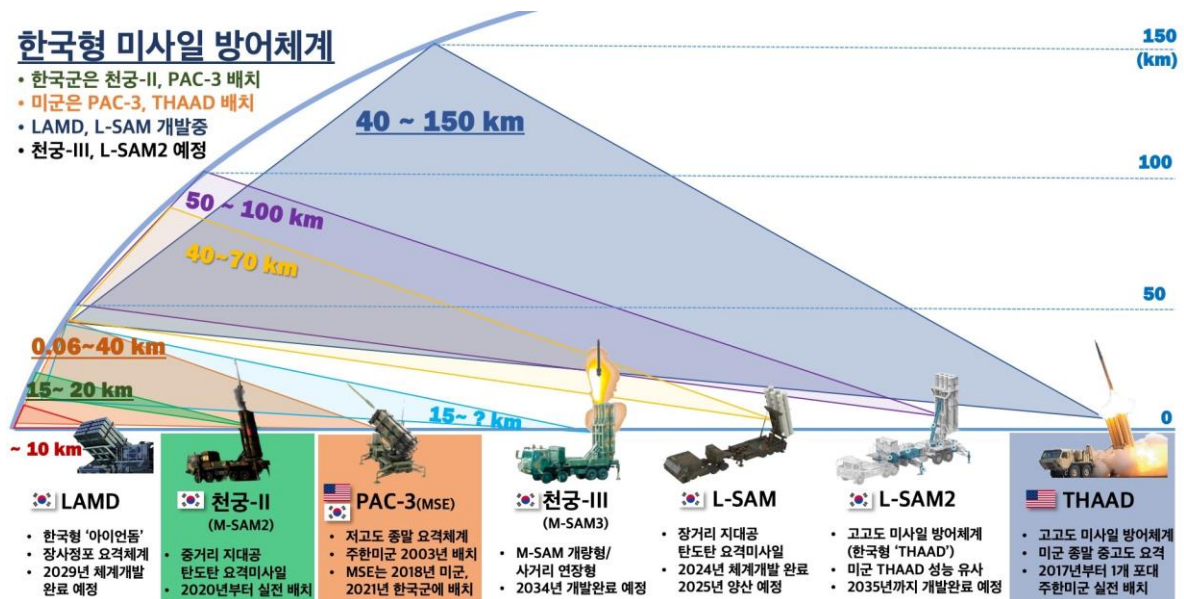 한국형 미사일 방어체계
• 한국군은 천궁-II, PAC-3 배치
• 미군은 PAC-3, THAAD 배치
• LAMD, L-SAM 개발중
• 천궁-III, L-SAM2 예정
150
(km)
40 ~ 150 km
100
50 ~ 100 km
40~70 km
50
0.06~40 km
15~ 20 km
15~ ? km
0
~ 10 km
LAMD
• 한국형 ‘아이언돔’
• 장사정포 요격체계
• 2029년 체계개발
완료 예정
천궁-II
(M-SAM2)
• 중거리 지대공
탄도탄 요격미사일
• 2020년부터 실전 배치
PAC-3(MSE)
• 저고도 종말 요격체계
• 주한미군 2003년 배치
• MSE는 2018년 미군,
2021년 한국군에 배치
천궁-III
(M-SAM3)
• M-SAM 개량형/
사거리 연장형
• 2034년 개발완료 예정
L-SAM
• 장거리 지대공
탄도탄 요격미사일
• 2024년 체계개발 완료
2025년 양산 예정
L-SAM2
• 고고도 미사일 방어체계
(한국형 ‘THAAD’)
• 미군 THAAD 성능 유사
• 2035년까지 개발완료 예정
THAAD
• 고고도 미사일 방어체계
• 미군 종말 중고도 요격
• 2017년부터 1개 포대
주한미군 실전 배치